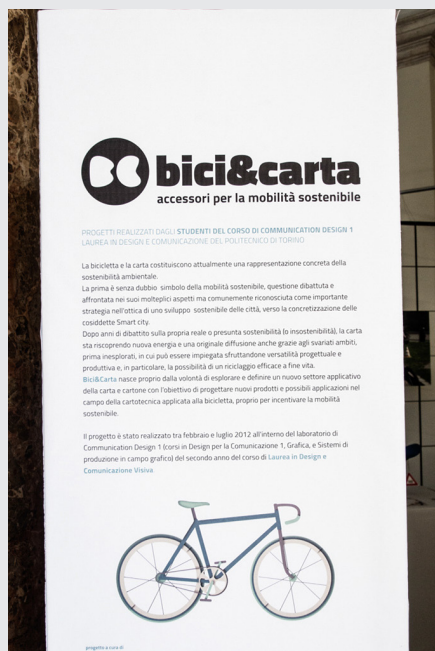 bici&carta
accessori per la mobilità sostenibile
PROGETTI REALIZZATI DAGLI STUDENTI DEL CORSO DI COMMUNICATION DESIGN 1
LAUREA IN DESIGN E COMUNICAZIONE DEL POLITECNICO DI TORINO
La bicicletta e la carta costituiscono attualmente una rappresentazione concreta della
sostenibilità ambientale.
La prima è senza dubbio simbolo della mobilità sostenibile, questione dibattuta e
affrontata nei suoi molteplici aspetti ma comunemente riconosciuta come importante
strategia nell'ottica di uno sviluppo sostenibile delle città, verso la concretizzazione delle
cosiddette Smart city.
Dopo anni di dibattito sulla propria reale o presunta sostenibilità (o insostenibilità), la carta
sta riscoprendo nuova energia e una originale diffusione anche grazie agli svariati ambiti,
prima inesplorati, in cui può essere impiegata sfruttandone versatilità progettuale e
produttiva e, in particolare, la possibilità di un riciclaggio efficace a fine vita.
Bici&Carta nasce proprio dalla volontà di esplorare e definire un nuovo settore applicativo
della carta e cartone con l'obiettivo di progettare nuovi prodotti e possibili applicazioni nel
campo della cartotecnica applicata alla bicicletta, proprio per incentivare la mobilità
sostenibile.
Il progetto è stato realizzato tra febbraio e luglio 2012 all'interno del laboratorio di
Communication Design 1 (corsi in Design per la Comunicazione 1, Grafica, e Sistemi di
produzione in campo grafico) del secondo anno del corso di Laurea in Design e
Comunicazione Visiva.
progetto a cura di